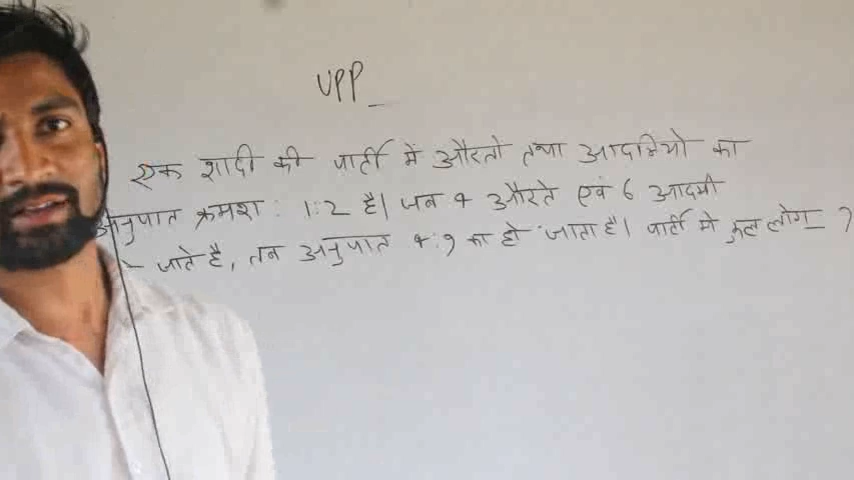 UPP_
एक शादी की पार्टी में औरतो तथा आदमियो का
अनुपात क्रमश: 1:2 है। जब 4 औरते एवं 6 आदमी
जाते है, तब अनुपात 4:9 का हो जाता है। पार्टी मे कुल लोग_ ?